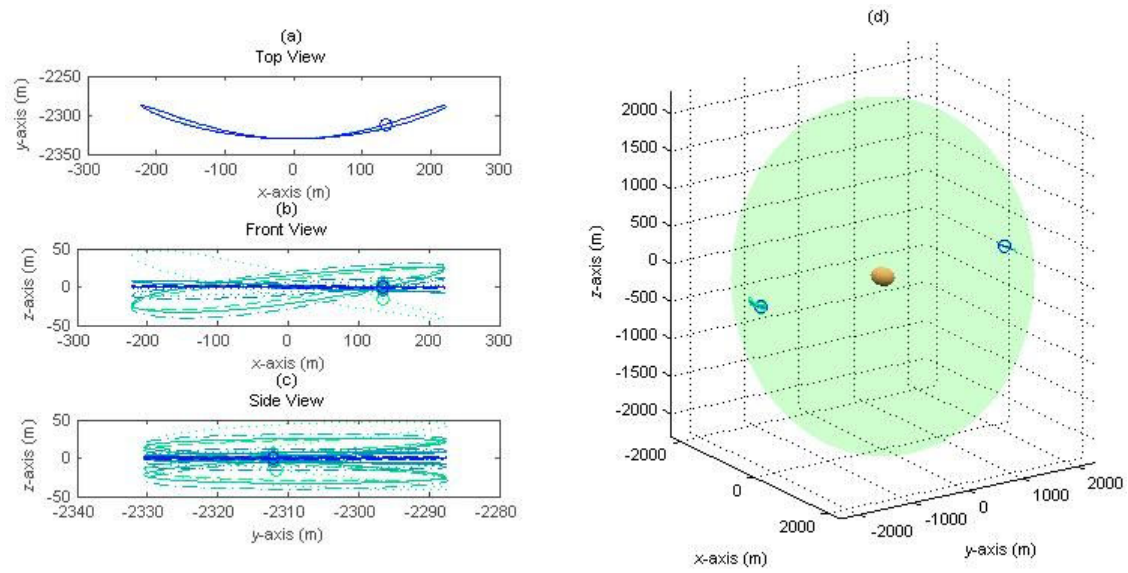 (a)
Top View
-2250
-2300
-2350
y-axis (m)
-300 -200 -100 0 100 200 300
x-axis (m)
(b)
Front View
50
0
-50
z-axis (m)
-300 -200 -100 0 100 200 300
x-axis (m)
(c)
Side View
50
0
50
z-axis (m)
-2340 -2330 -2320 -2310 -2300 -2290 -2280
y-axis (m)
(d)
2000
1500
1000
500
0
-500
-1000
-1500
-2000
z-axis (m)
-2000 0 2000
x-axis (m)
-2000 -1000 0 1000 2000
y-axis (m)